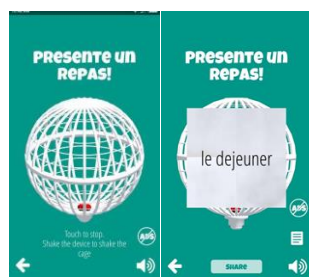 PRESENTE UN
REPAS!
Touch to stop.
Shake the device to shake the
cage
ADS
PRESENTE UN
REPAS!
le dejeuner
ADS
SHARE